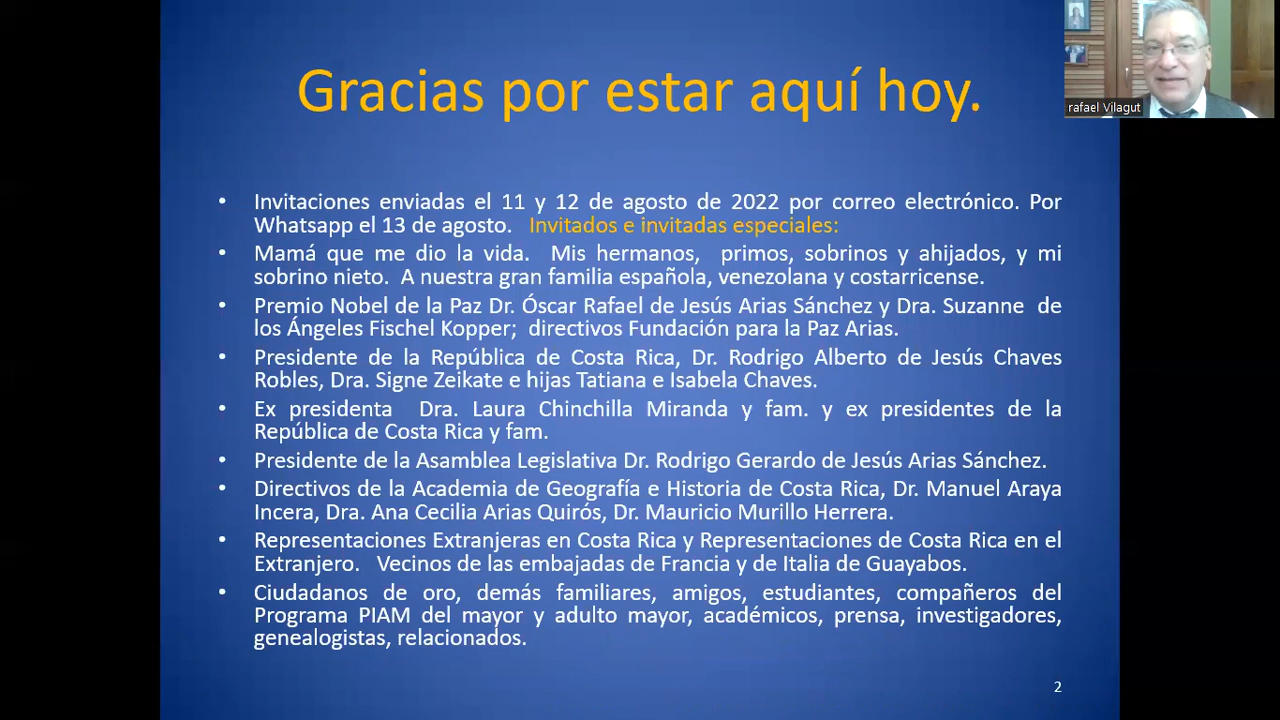 Gracias por estar aquí hoy.
rafael Vilagut
• Invitaciones enviadas el 11 y 12 de agosto de 2022 por correo electrónico. Por
Whatsapp el 13 de agosto. Invitados e invitadas especiales:
• Mamá que me dio la vida. Mis hermanos, primos, sobrinos y ahijados, y mi
sobrino nieto. A nuestra gran familia española, venezolana y costarricense.
• Premio Nobel de la Paz Dr. Óscar Rafael de Jesús Arias Sánchez y Dra. Suzanne de
los Ángeles Fischel Kopper; directivos Fundación para la Paz Arias.
• Presidente de la República de Costa Rica, Dr. Rodrigo Alberto de Jesús Chaves
Robles, Dra. Signe Zeikate e hijas Tatiana e Isabela Chaves.
• Ex presidenta Dra. Laura Chinchilla Miranda y fam. y ex presidentes de la
República de Costa Rica y fam.
• Presidente de la Asamblea Legislativa Dr. Rodrigo Gerardo de Jesús Arias Sánchez.
• Directivos de la Academia de Geografía e Historia de Costa Rica, Dr. Manuel Araya
Incera, Dra. Ana Cecilia Arias Quirós, Dr. Mauricio Murillo Herrera.
• Representaciones Extranjeras en Costa Rica y Representaciones de Costa Rica en el
Extranjero. Vecinos de las embajadas de Francia y de Italia de Guayabos.
• Ciudadanos de oro, demás familiares, amigos, estudiantes, compañeros del
Programa PIAM del mayor y adulto mayor, académicos, prensa, investigadores,
genealogistas, relacionados.
2